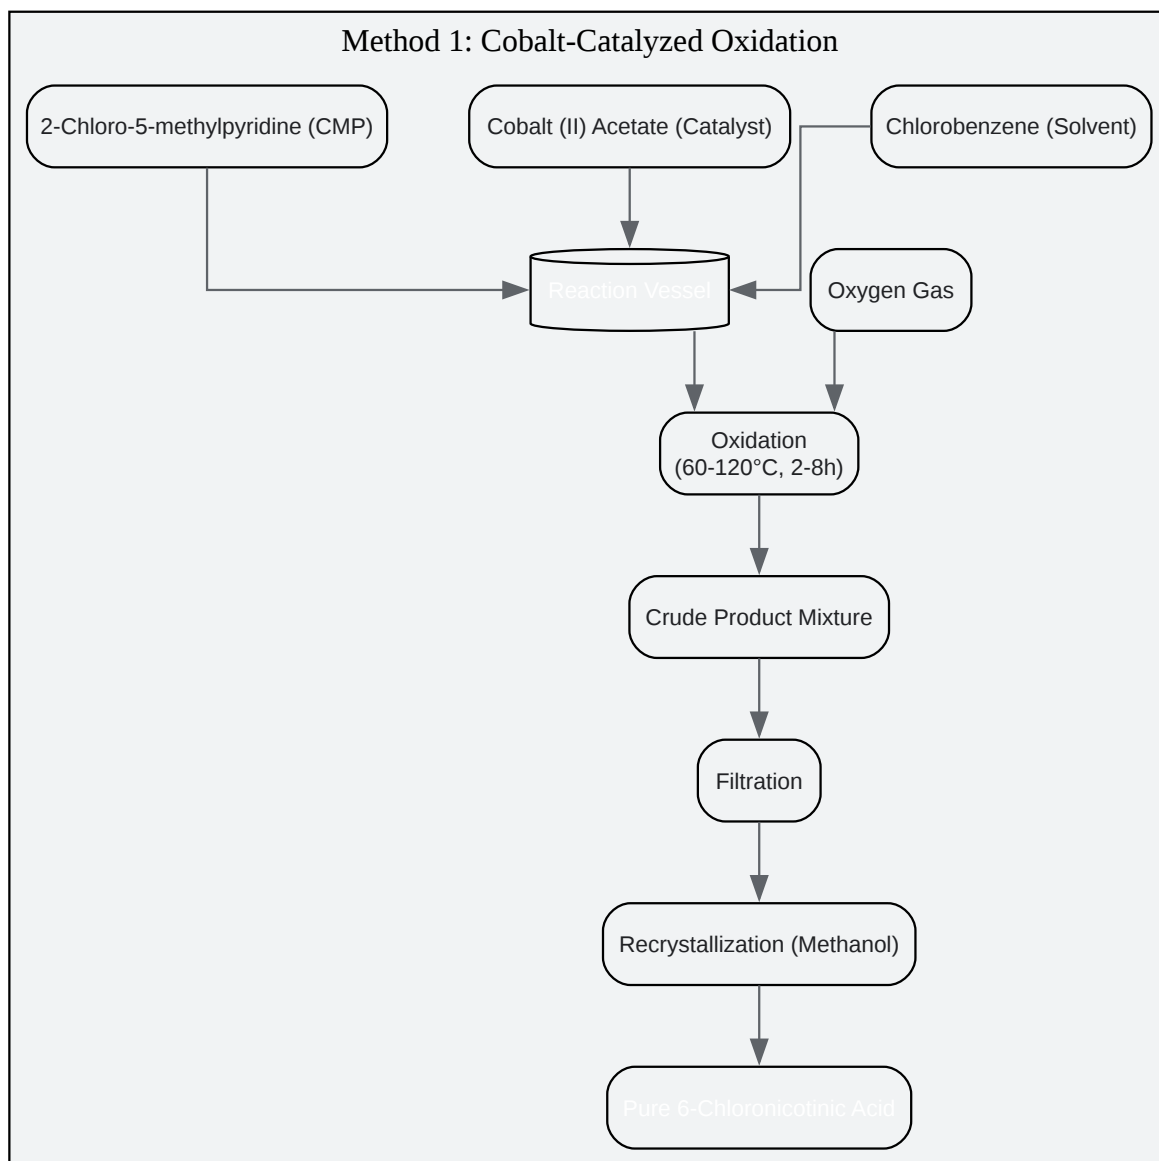 Method 1: Cobalt-Catalyzed Oxidation
2-Chloro-5-methylpyridine (CMP)
Cobalt (II) Acetate (Catalyst)
Chlorobenzene (Solvent)
Reaction Vessel
Oxygen Gas
Oxidation
(60-120°C, 2-8h)
Crude Product Mixture
Filtration
Recrystallization (Methanol)
Pure 6-Chloronicotinic Acid